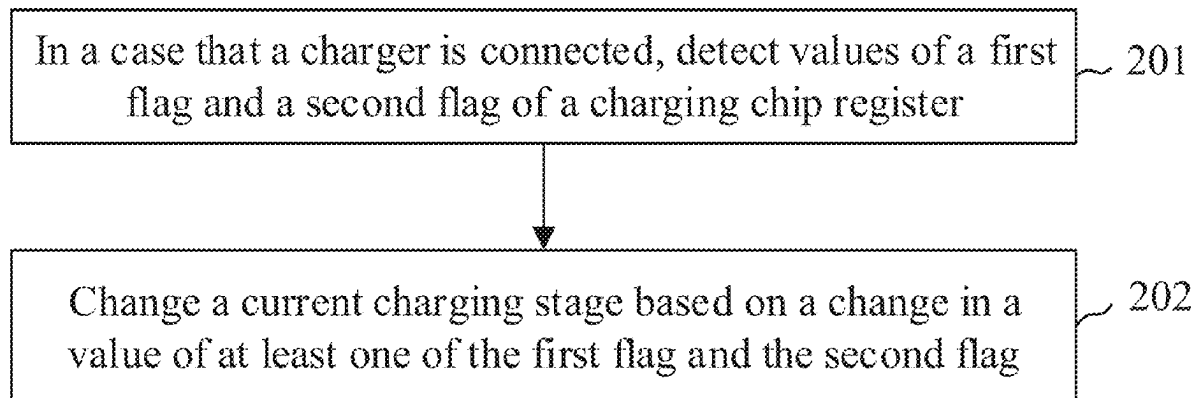 In a case that a charger is connected, detect values of a first
flag and a second flag of a charging chip register
201
Change a current charging stage based on a change in a
value of at least one of the first flag and the second flag
202